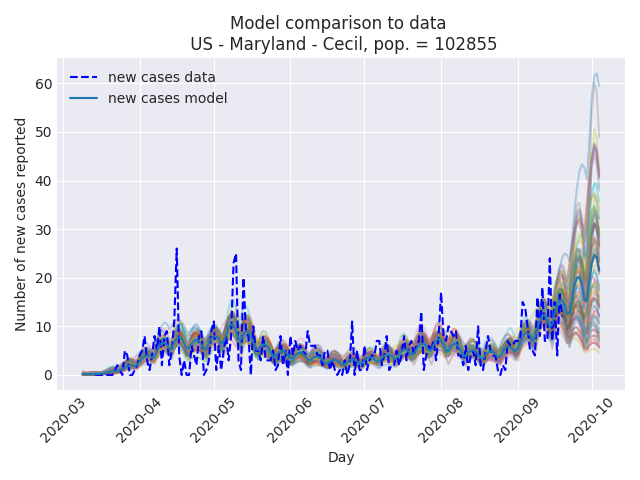 Model comparison to data
US - Maryland - Cecil, pop. = 102855
new cases data
new cases model
Number of new cases reported
60
50
40
30
20
10
0
2020-03
2020-04
2020-05
2020-06
2020-07
2020-08
2020-09
2020-10
Day